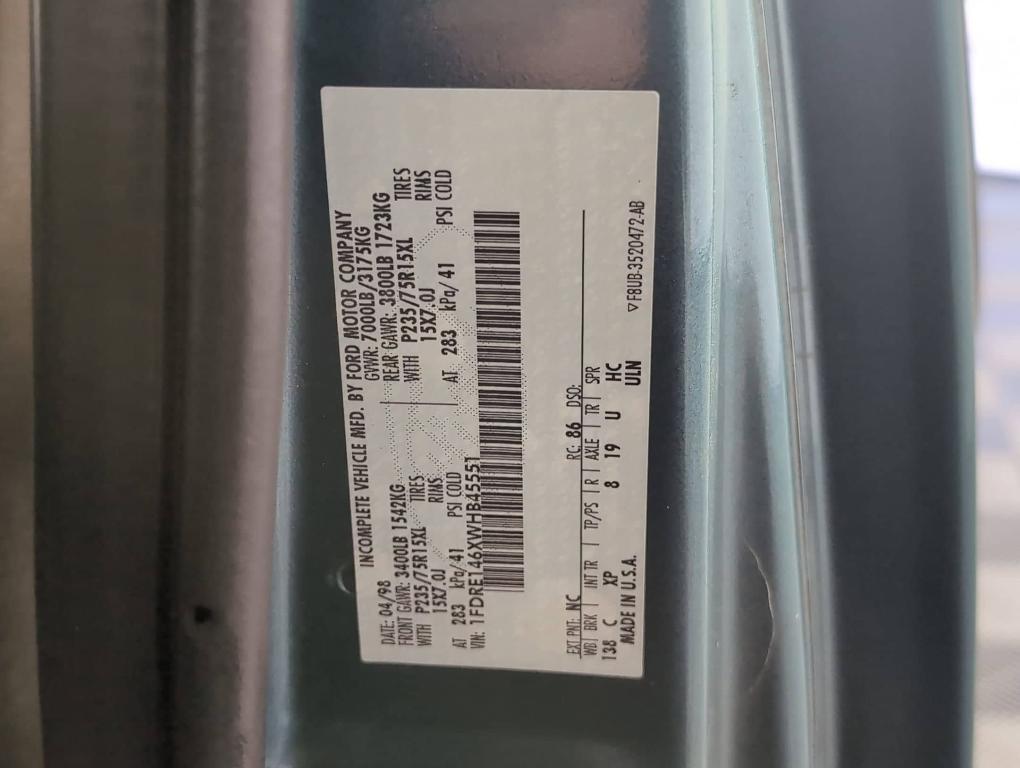 INCOMPLETE VEHICLE MFD. BY FORD MOTOR COMPANY
DATE: 04/98 GVWR: 7000LB/3175KG
FRONT GAWR: 3400LB 1542KG REAR GAWR: 3800LB 1723KG
WITH P235/75R15XL TIRES WITH P235/75R15XL TIRES
15X7.0J RIMS 15X7.0J RIMS
AT 283 kPa/41 PSI COLD AT 283 kPa/41 PSI COLD
VIN: 1FDRE146XWHB45551
EXT PNT: NC RC: 86 DSO:
WB | BRK | INT TR | TP/PS | R | AXLE | TR | SPR
138 C XP 8 19 U HC
MADE IN U.S.A. ULN
▽F8UB-3520472-AB